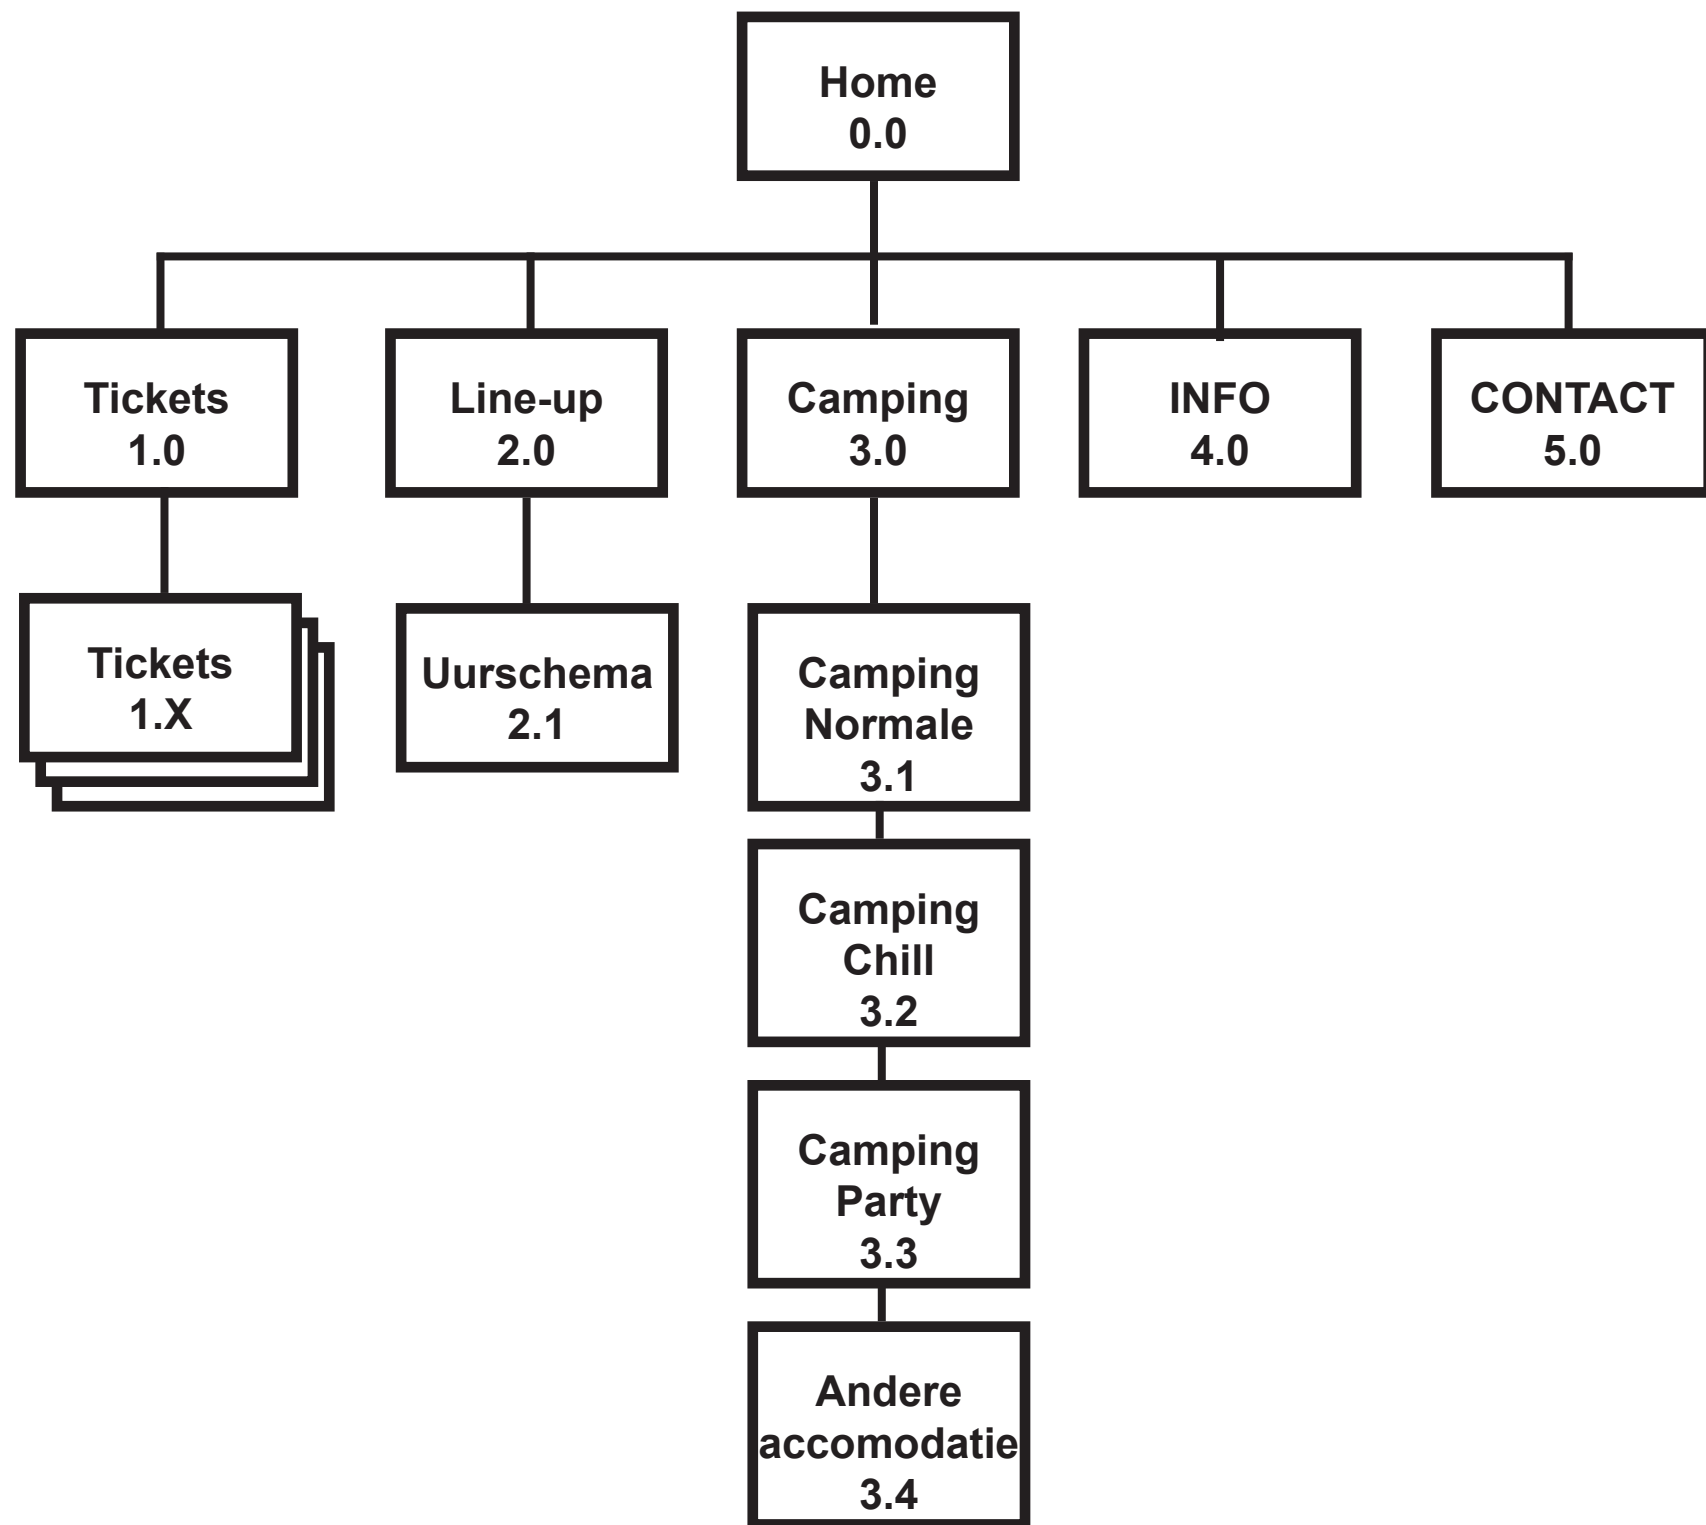 Home
0.0
Tickets
1.0
Line-up
2.0
Camping
3.0
INFO
4.0
CONTACT
5.0
Tickets
1.X
Uurschema
2.1
Camping
Normale
3.1
Camping
Chill
3.2
Camping
Party
3.3
Andere
accomodatie
3.4